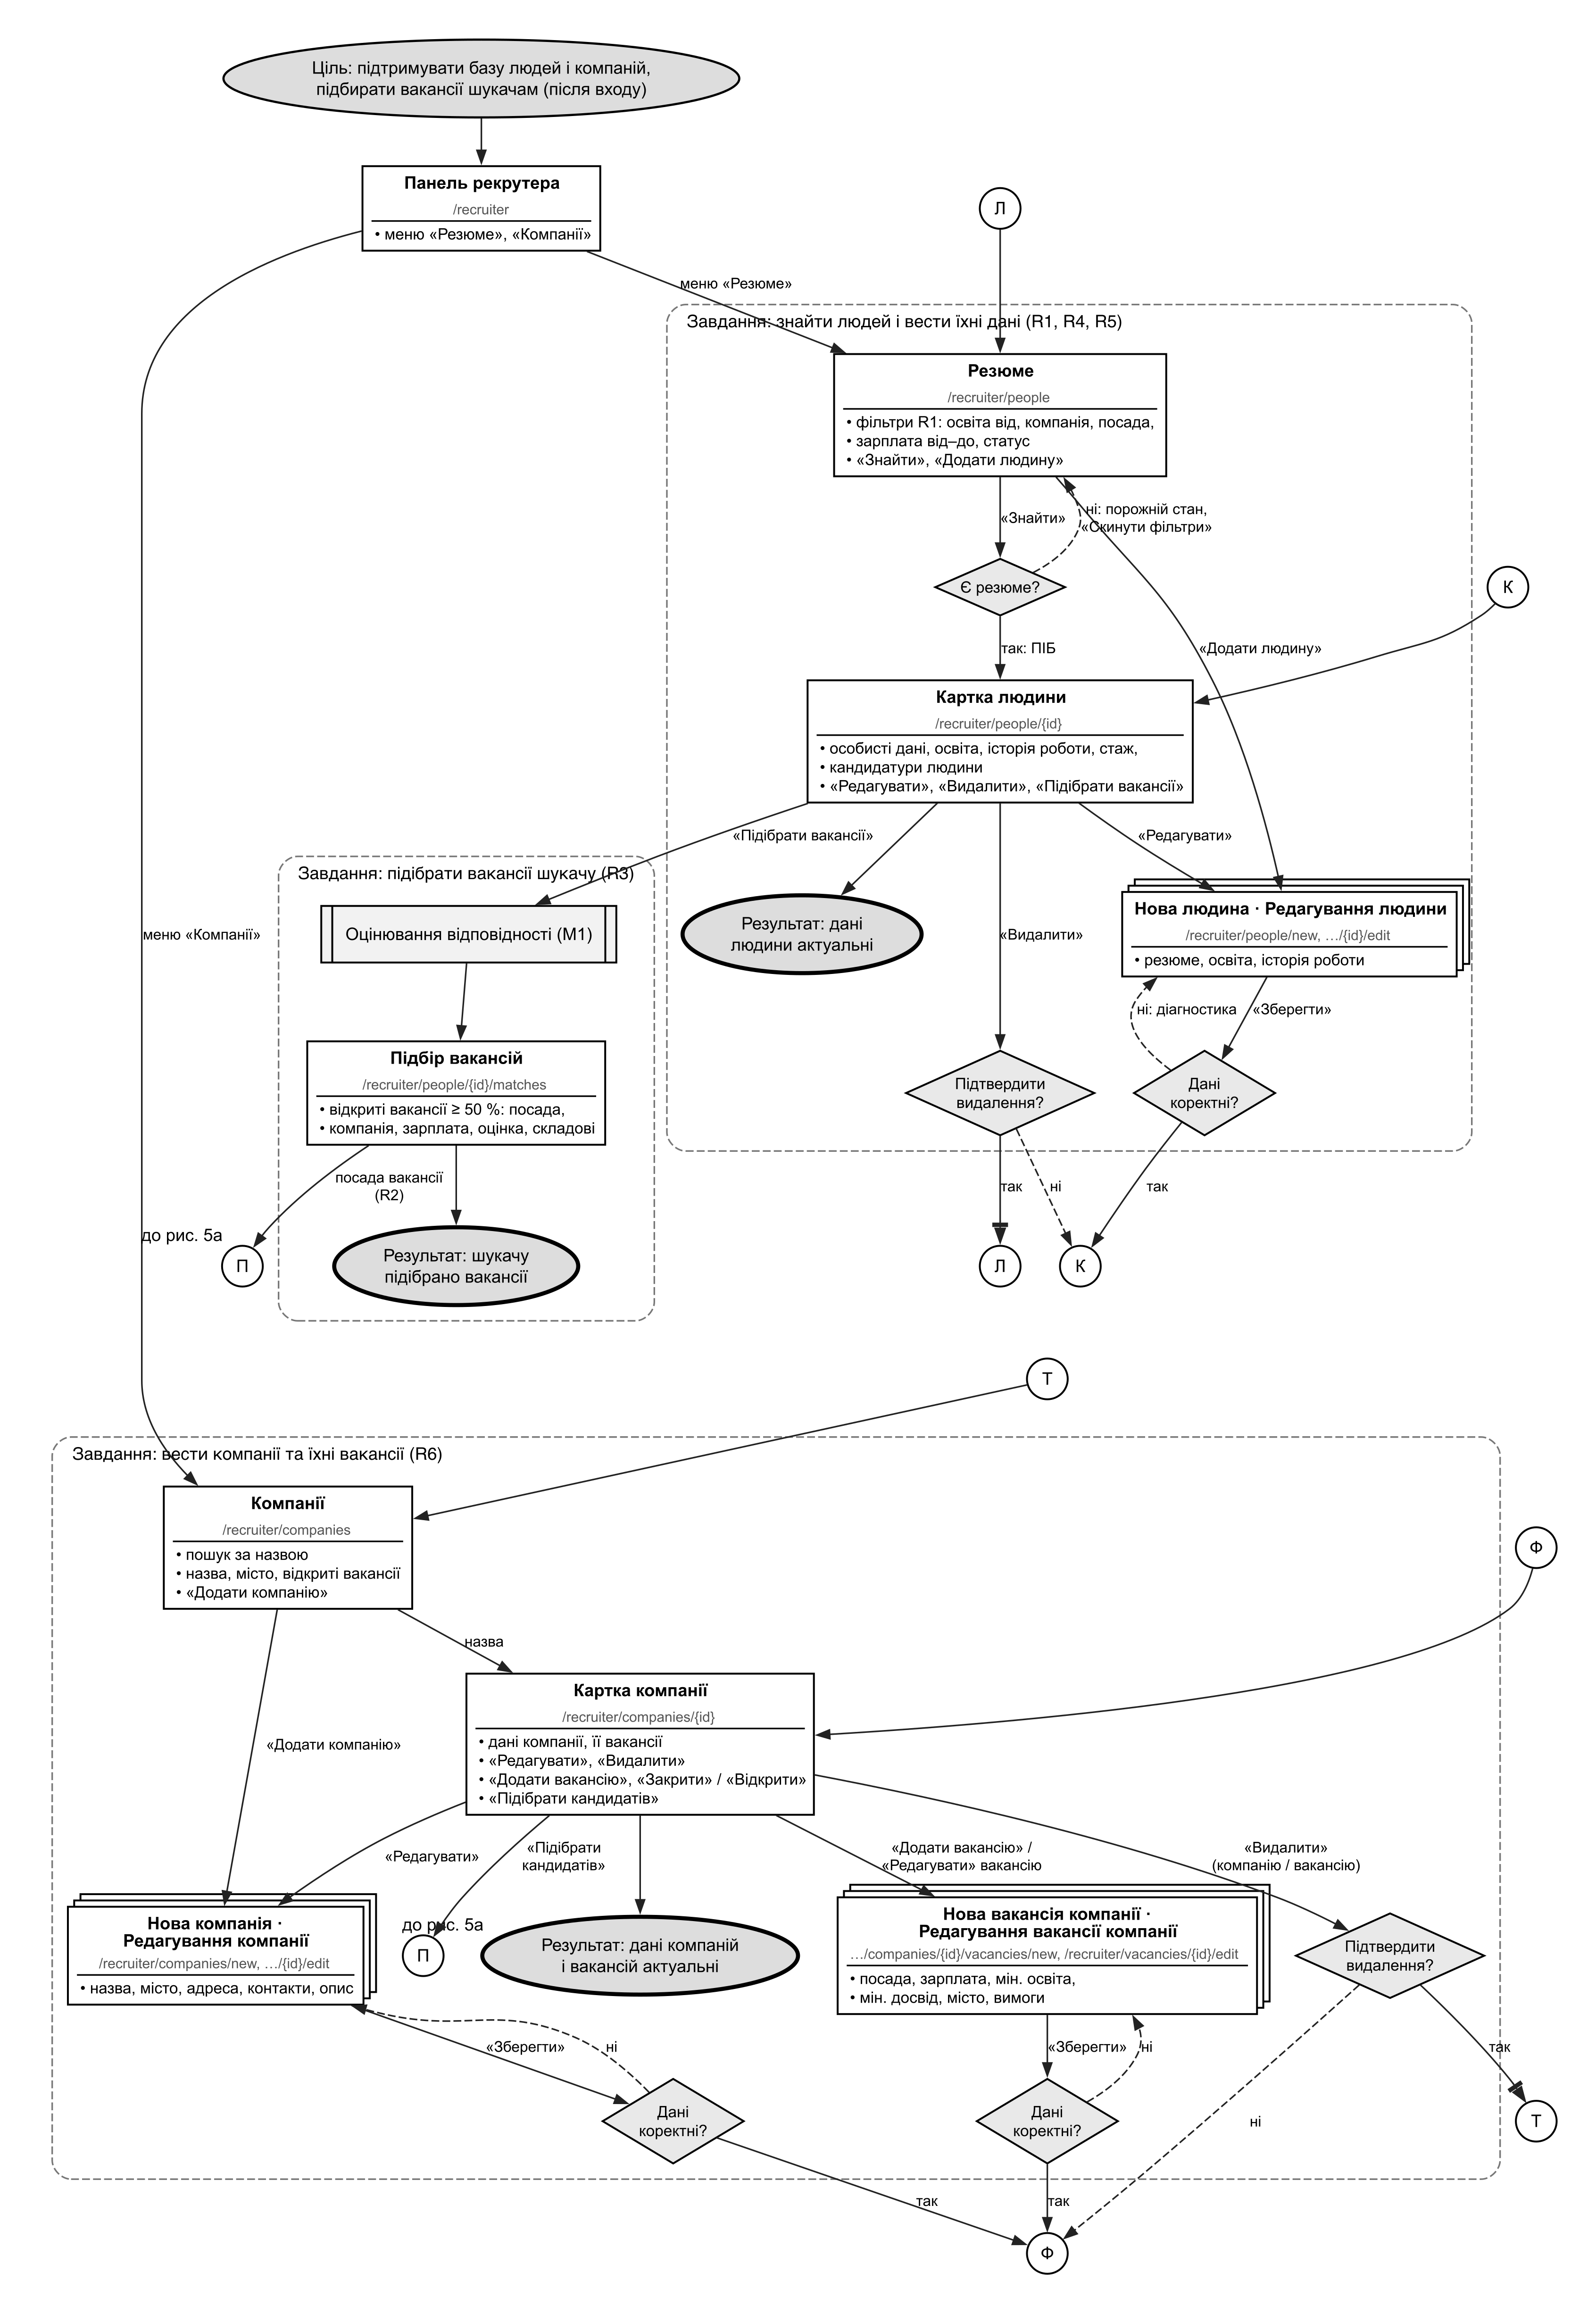 Ціль: підтримувати базу людей і компаній,
підбирати вакансії шукачам (після входу)
Панель рекрутера
/recruiter
• меню «Резюме», «Компанії»
Л
меню «Резюме»
Завдання: знайти людей і вести їхні дані (R1, R4, R5)
Резюме
/recruiter/people
• фільтри R1: освіта від, компанія, посада,
• зарплата від–до, статус
• «Знайти», «Додати людину»
«Знайти»
ні: порожній стан,
«Скинути фільтри»
Є резюме?
К
так: ПІБ
«Додати людину»
Картка людини
/recruiter/people/{id}
• особисті дані, освіта, історія роботи, стаж,
• кандидатури людини
• «Редагувати», «Видалити», «Підібрати вакансії»
«Підібрати вакансії»
«Редагувати»
Завдання: підібрати вакансії шукачу (R3)
Оцінювання відповідності (M1)
Результат: дані
людини актуальні
меню «Компанії»
«Видалити»
Нова людина · Редагування людини
/recruiter/people/new, …/{id}/edit
• резюме, освіта, історія роботи
ні: діагностика
«Зберегти»
Підбір вакансій
/recruiter/people/{id}/matches
• відкриті вакансії ≥ 50 %: посада,
• компанія, зарплата, оцінка, складові
Підтвердити
видалення?
Дані
коректні?
посада вакансії
(R2)
так
ні
так
до рис. 5а
П
Результат: шукачу
підібрано вакансії
Л
К
Т
Завдання: вести компанії та їхні вакансії (R6)
Компанії
/recruiter/companies
• пошук за назвою
• назва, місто, відкриті вакансії
• «Додати компанію»
Ф
назва
Картка компанії
/recruiter/companies/{id}
• дані компанії, її вакансії
• «Редагувати», «Видалити»
• «Додати вакансію», «Закрити» / «Відкрити»
• «Підібрати кандидатів»
«Додати компанію»
«Редагувати»
«Підібрати
кандидатів»
«Додати вакансію» /
«Редагувати» вакансію
«Видалити»
(компанію / вакансію)
Нова компанія ·
Редагування компанії
/recruiter/companies/new, …/{id}/edit
• назва, місто, адреса, контакти, опис
до рис. 5а
П
Результат: дані компаній
і вакансій актуальні
Нова вакансія компанії ·
Редагування вакансії компанії
…/companies/{id}/vacancies/new, /recruiter/vacancies/{id}/edit
• посада, зарплата, мін. освіта,
• мін. досвід, місто, вимоги
Підтвердити
видалення?
«Зберегти»
ні
«Зберегти»
ні
так
Дані
коректні?
Дані
коректні?
ні
Т
так
так
Ф